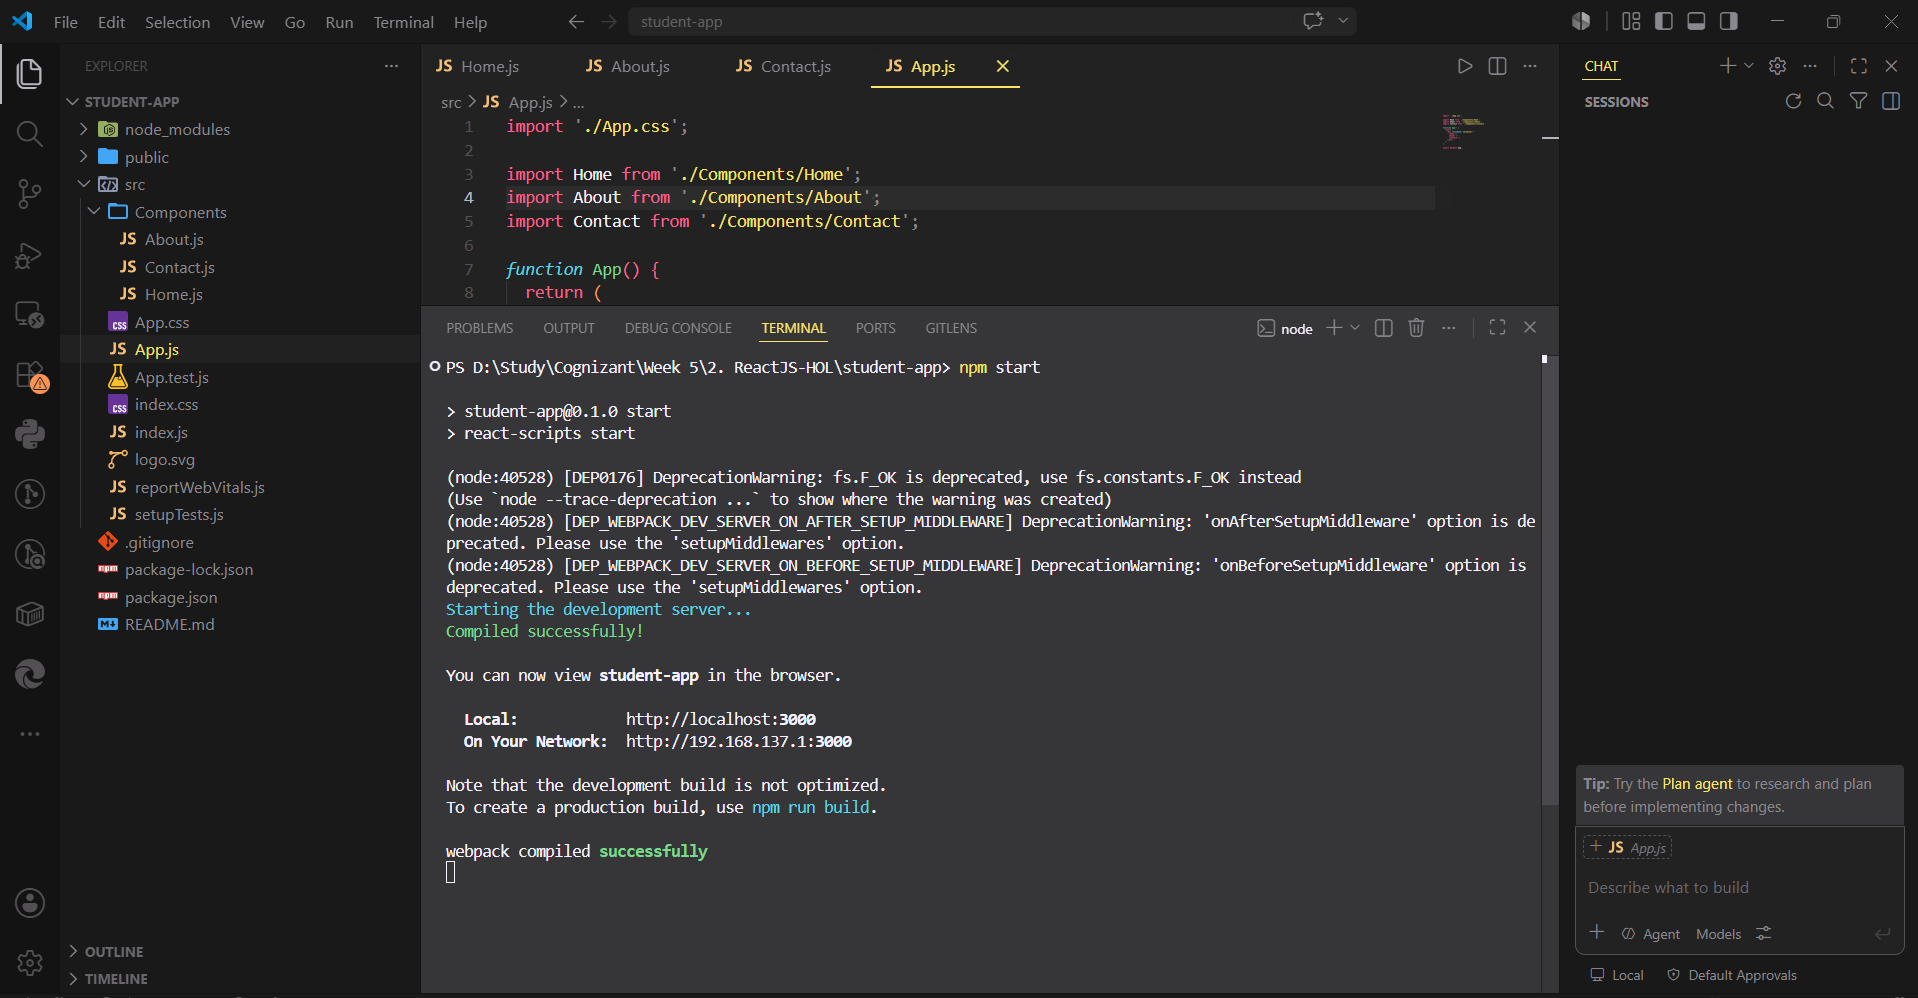 File Edit Selection View Go Run Terminal Help
student-app
EXPLORER
STUDENT-APP
node_modules
public
src
Components
JS About.js
JS Contact.js
JS Home.js
css App.css
JS App.js
App.test.js
css index.css
JS index.js
logo.svg
JS reportWebVitals.js
JS setupTests.js
.gitignore
npm package-lock.json
npm package.json
README.md
OUTLINE
TIMELINE
JS Home.js JS About.js JS Contact.js JS App.js
src > JS App.js > ...
1 import './App.css';
2
3 import Home from './Components/Home';
4 import About from './Components/About';
5 import Contact from './Components/Contact';
6
7 function App() {
8 return (
PROBLEMS OUTPUT DEBUG CONSOLE TERMINAL PORTS GITLENS
node
PS D:\Study\Cognizant\Week 5\2. ReactJS-HOL\student-app> npm start
> student-app@0.1.0 start
> react-scripts start
(node:40528) [DEP0176] DeprecationWarning: fs.F_OK is deprecated, use fs.constants.F_OK instead
(Use `node --trace-deprecation ...` to show where the warning was created)
(node:40528) [DEP_WEBPACK_DEV_SERVER_ON_AFTER_SETUP_MIDDLEWARE] DeprecationWarning: 'onAfterSetupMiddleware' option is de
precated. Please use the 'setupMiddlewares' option.
(node:40528) [DEP_WEBPACK_DEV_SERVER_ON_BEFORE_SETUP_MIDDLEWARE] DeprecationWarning: 'onBeforeSetupMiddleware' option is
deprecated. Please use the 'setupMiddlewares' option.
Starting the development server...
Compiled successfully!
You can now view student-app in the browser.
Local: http://localhost:3000
On Your Network: http://192.168.137.1:3000
Note that the development build is not optimized.
To create a production build, use npm run build.
webpack compiled successfully
CHAT
SESSIONS
Tip: Try the Plan agent to research and plan
before implementing changes.
JS App.js
Describe what to build
Agent Models
Local Default Approvals